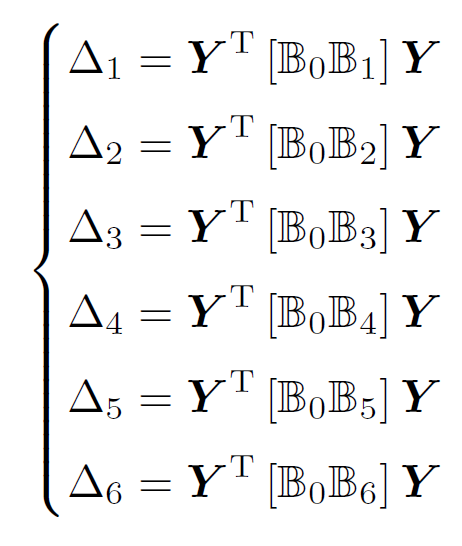 Δ₁ = 𝒀ᵀ [𝔹₀𝔹₁] 𝒀
Δ₂ = 𝒀ᵀ [𝔹₀𝔹₂] 𝒀
Δ₃ = 𝒀ᵀ [𝔹₀𝔹₃] 𝒀
Δ₄ = 𝒀ᵀ [𝔹₀𝔹₄] 𝒀
Δ₅ = 𝒀ᵀ [𝔹₀𝔹₅] 𝒀
Δ₆ = 𝒀ᵀ [𝔹₀𝔹₆] 𝒀